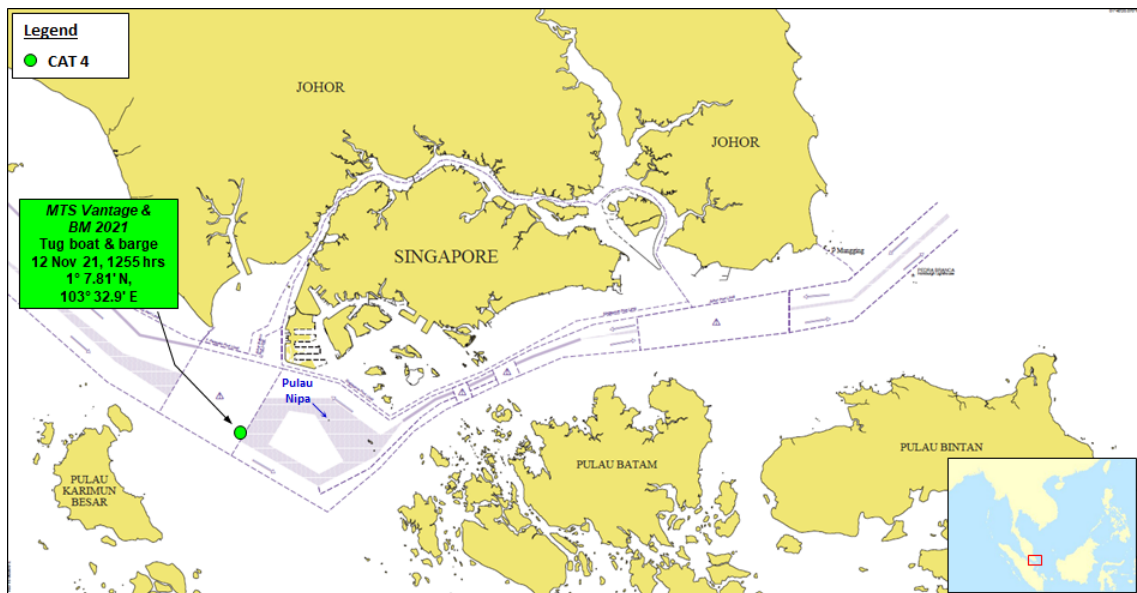 Legend
CAT 4
JOHOR
JOHOR
MTS Vantage &
BM 2021
Tug boat & barge
12 Nov 21, 1255 hrs
1° 7.81' N,
103° 32.9' E
SINGAPORE
Pulau
Nipa
PULAU
KARIMUN
BESAR
PULAU BATAM
PULAU BINTAN